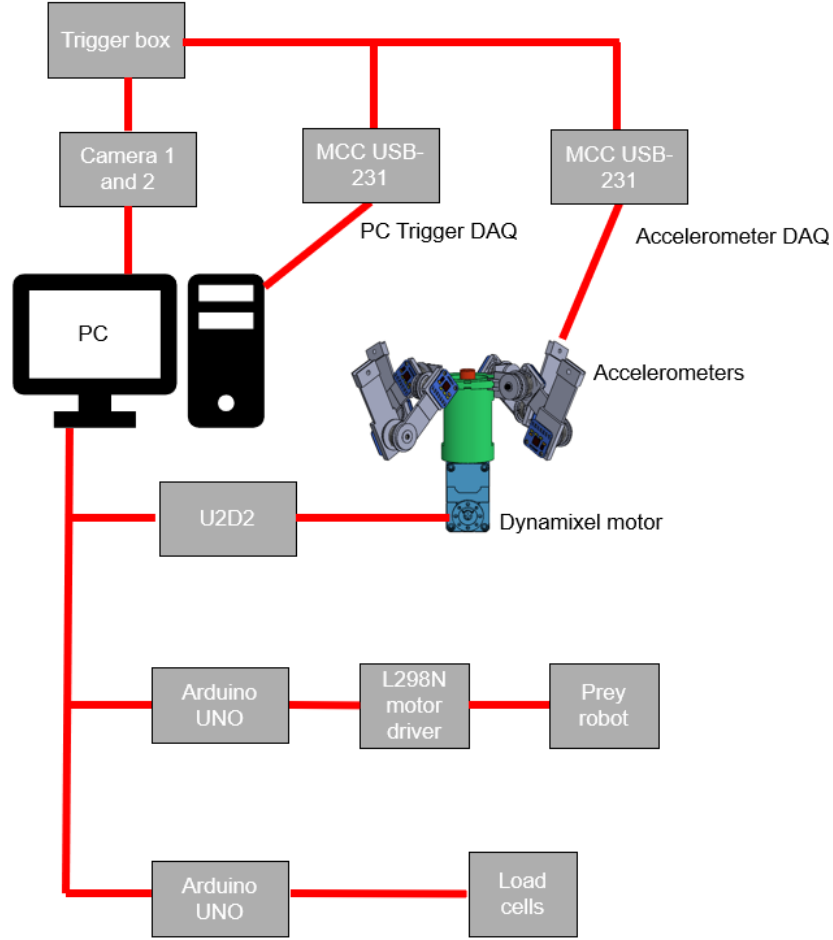 Trigger box
Camera 1
and 2
MCC USB-
231
MCC USB-
231
PC Trigger DAQ
Accelerometer DAQ
PC
Accelerometers
U2D2
Dynamixel motor
Arduino
UNO
L298N
motor
driver
Prey
robot
Arduino
UNO
Load
cells